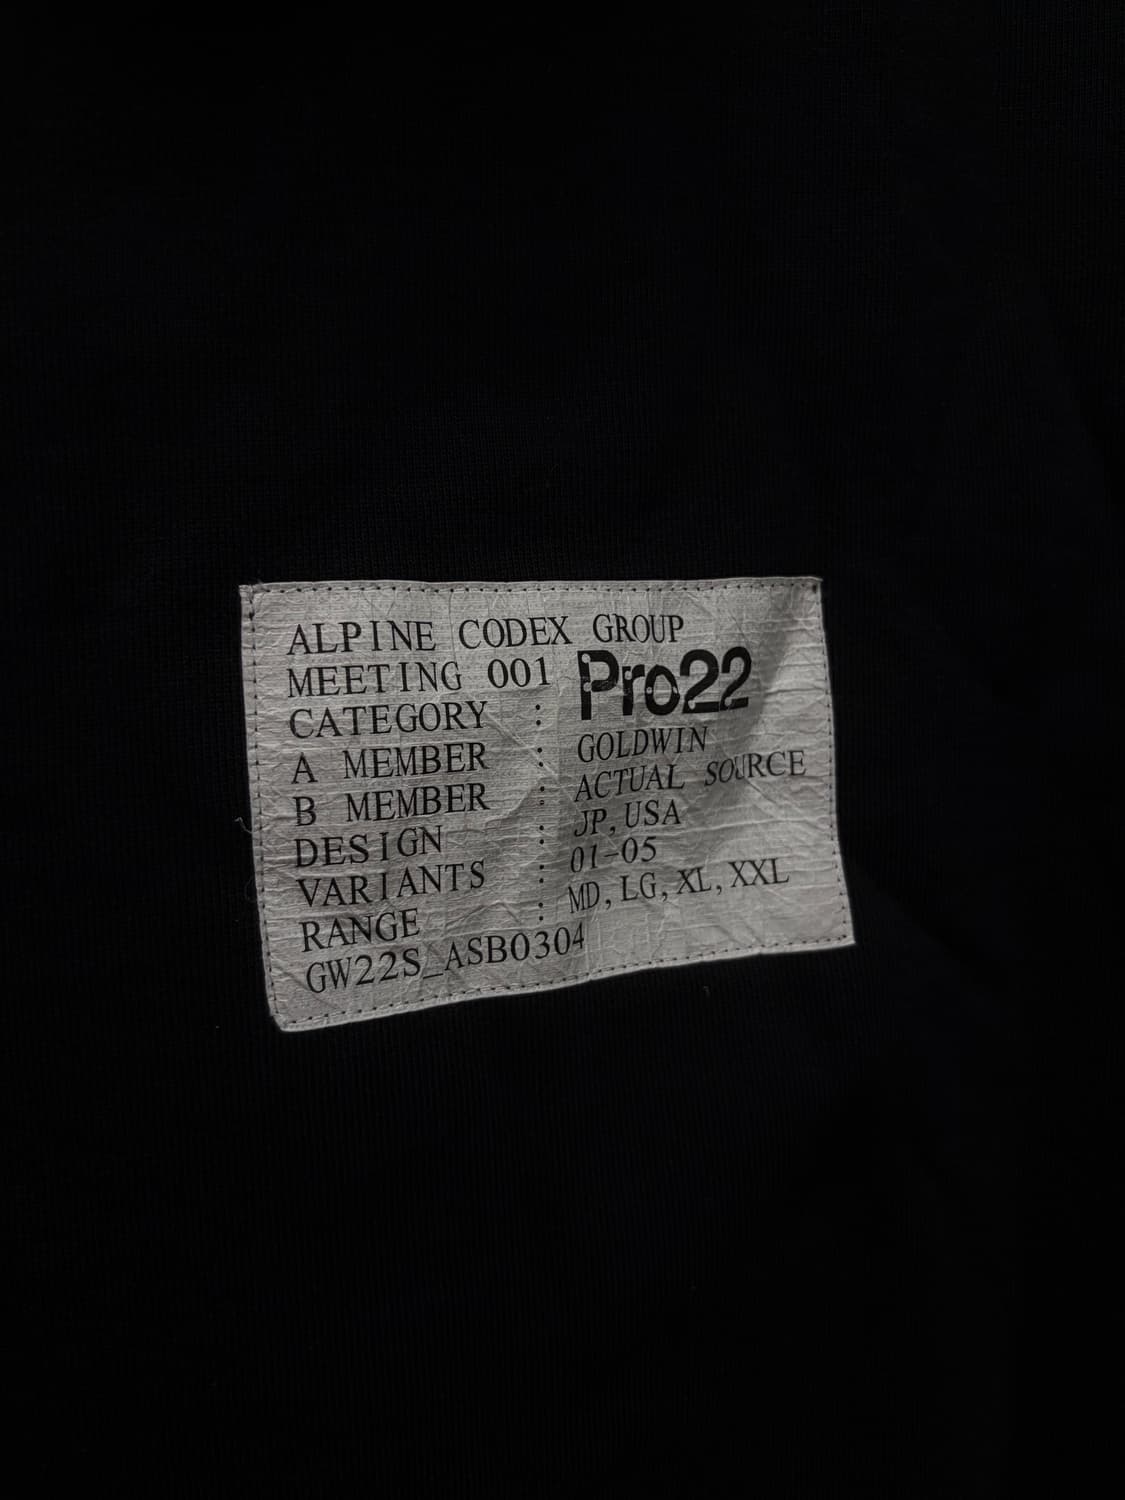 ALPINE CODEX GROUP
MEETING 001
CATEGORY : Pro22
A MEMBER : GOLDWIN
B MEMBER : ACTUAL SOURCE
DESIGN : JP, USA
VARIANTS : 01-05
RANGE : MD, LG, XL, XXL
GW22S_ASB0304